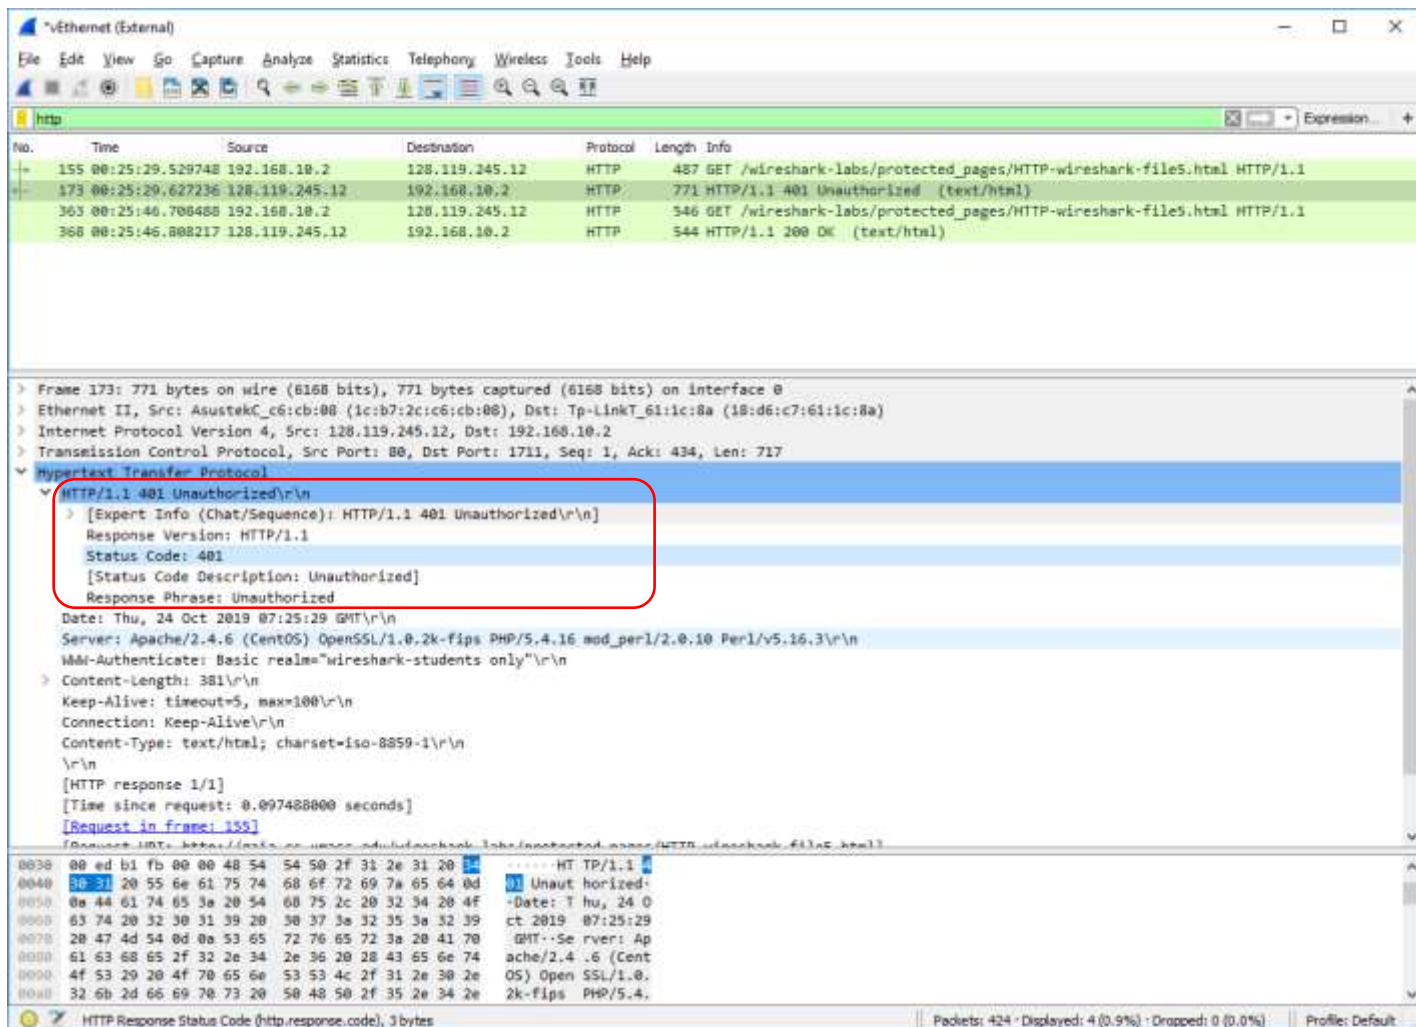 *vEthernet (External)
File Edit View Go Capture Analyze Statistics Telephony Wireless Tools Help
http Expression... +
No. Time Source Destination Protocol Length Info
155 00:25:29.529748 192.168.10.2 128.119.245.12 HTTP 487 GET /wireshark-labs/protected_pages/HTTP-wireshark-file5.html HTTP/1.1
173 00:25:29.627236 128.119.245.12 192.168.10.2 HTTP 771 HTTP/1.1 401 Unauthorized (text/html)
363 00:25:46.708488 192.168.10.2 128.119.245.12 HTTP 546 GET /wireshark-labs/protected_pages/HTTP-wireshark-file5.html HTTP/1.1
368 00:25:46.808217 128.119.245.12 192.168.10.2 HTTP 544 HTTP/1.1 200 OK (text/html)
Frame 173: 771 bytes on wire (6168 bits), 771 bytes captured (6168 bits) on interface 0
Ethernet II, Src: AsustekC_c6:cb:08 (1c:b7:2c:c6:cb:08), Dst: Tp-LinkT_61:1c:8a (18:d6:c7:61:1c:8a)
Internet Protocol Version 4, Src: 128.119.245.12, Dst: 192.168.10.2
Transmission Control Protocol, Src Port: 80, Dst Port: 1711, Seq: 1, Ack: 434, Len: 717
Hypertext Transfer Protocol
HTTP/1.1 401 Unauthorized\r\n
[Expert Info (Chat/Sequence): HTTP/1.1 401 Unauthorized\r\n]
Response Version: HTTP/1.1
Status Code: 401
[Status Code Description: Unauthorized]
Response Phrase: Unauthorized
Date: Thu, 24 Oct 2019 07:25:29 GMT\r\n
Server: Apache/2.4.6 (CentOS) OpenSSL/1.0.2k-fips PHP/5.4.16 mod_perl/2.0.10 Perl/v5.16.3\r\n
WWW-Authenticate: Basic realm="wireshark-students only"\r\n
Content-Length: 381\r\n
Keep-Alive: timeout=5, max=100\r\n
Connection: Keep-Alive\r\n
Content-Type: text/html; charset=iso-8859-1\r\n
\r\n
[HTTP response 1/1]
[Time since request: 0.097488000 seconds]
[Request in frame: 155]
[Request URI: http://gaia.cs.umass.edu/wireshark-labs/protected_pages/HTTP-wireshark-file5.html]
0030 00 ed b1 fb 00 00 48 54 54 50 2f 31 2e 31 20 34 ······HT TP/1.1 4
0040 30 31 20 55 6e 61 75 74 68 6f 72 69 7a 65 64 0d 01 Unaut horized·
0050 0a 44 61 74 65 3a 20 54 68 75 2c 20 32 34 20 4f ·Date: T hu, 24 O
0060 63 74 20 32 30 31 39 20 30 37 3a 32 35 3a 32 39 ct 2019 07:25:29
0070 20 47 4d 54 0d 0a 53 65 72 76 65 72 3a 20 41 70 GMT··Se rver: Ap
0080 61 63 68 65 2f 32 2e 34 2e 36 20 28 43 65 6e 74 ache/2.4 .6 (Cent
0090 4f 53 29 20 4f 70 65 6e 53 53 4c 2f 31 2e 30 2e OS) Open SSL/1.0.
00a0 32 6b 2d 66 69 70 73 20 50 48 50 2f 35 2e 34 2e 2k-fips PHP/5.4.
HTTP Response Status Code (http.response.code), 3 bytes Packets: 424 · Displayed: 4 (0.9%) · Dropped: 0 (0.0%) Profile: Default